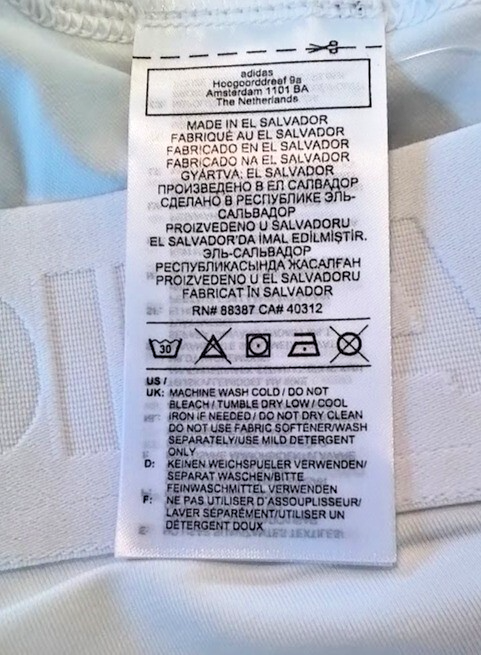 adidas
Hoogoorddreef 9a
Amsterdam 1101 BA
The Netherlands
MADE IN EL SALVADOR
FABRIQUÉ AU EL SALVADOR
FABRICADO EN EL SALVADOR
FABRICADO NA EL SALVADOR
GYÁRTVA: EL SALVADOR
ПРОИЗВЕДЕНО В ЕЛ САЛВАДОР
СДЕЛАНО В РЕСПУБЛИКЕ ЭЛЬ-
САЛЬВАДОР
PROIZVEDENO U SALVADORU
EL SALVADOR'DA İMAL EDİLMİŞTİR.
ЭЛЬ-САЛЬВАДОР
РЕСПУБЛИКАСЫНДА ЖАСАЛҒАН
PROIZVEDENO U EL SALVADORU
FABRICAT ÎN SALVADOR
RN# 88387 CA# 40312
30
US /
UK: MACHINE WASH COLD / DO NOT
BLEACH / TUMBLE DRY LOW / COOL
IRON IF NEEDED / DO NOT DRY CLEAN
DO NOT USE FABRIC SOFTENER/WASH
SEPARATELY/USE MILD DETERGENT
ONLY
D: KEINEN WEICHSPUELER VERWENDEN/
SEPARAT WASCHEN/BITTE
FEINWASCHMITTEL VERWENDEN
F: NE PAS UTILISER D'ASSOUPLISSEUR/
LAVER SÉPARÉMENT/UTILISER UN
DÉTERGENT DOUX